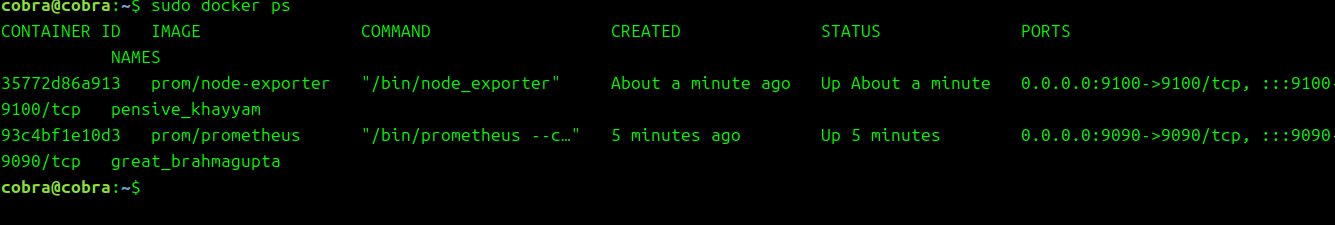 cobra@cobra:~$ sudo docker ps
CONTAINER ID   IMAGE                COMMAND                  CREATED              STATUS              PORTS
           NAMES
35772d86a913   prom/node-exporter   "/bin/node_exporter"     About a minute ago   Up About a minute   0.0.0.0:9100->9100/tcp, :::9100-
9100/tcp   pensive_khayyam
93c4bf1e10d3   prom/prometheus      "/bin/prometheus --c…"   5 minutes ago        Up 5 minutes        0.0.0.0:9090->9090/tcp, :::9090-
9090/tcp   great_brahmagupta
cobra@cobra:~$